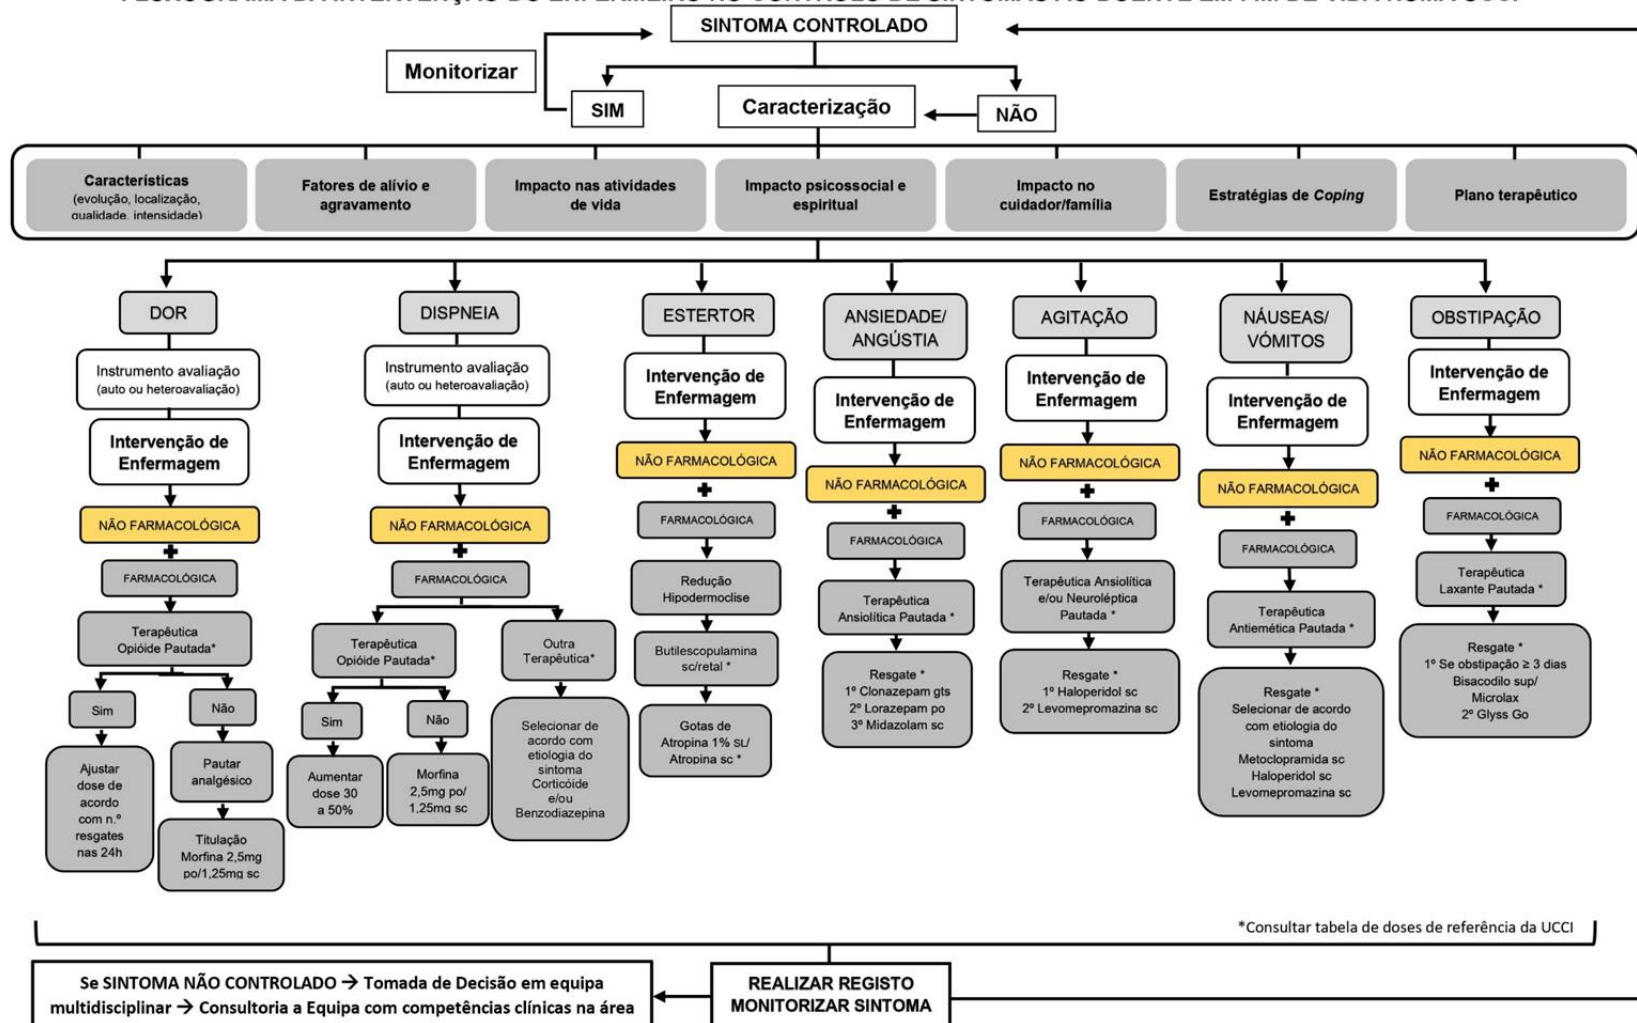 SINTOMA CONTROLADO
Monitorizar
SIM
Caracterização
NÃO
Características
(evolução, localização,
qualidade, intensidade)
Fatores de alívio e
agravamento
Impacto nas atividades
de vida
Impacto psicossocial e
espiritual
Impacto no
cuidador/família
Estratégias de Coping
Plano terapêutico
DOR
Instrumento avaliação
(auto ou heteroavaliação)
Intervenção de
Enfermagem
NÃO FARMACOLÓGICA
+
FARMACOLÓGICA
Terapêutica
Opióide Pautada*
Sim
Ajustar
dose de
acordo
com n.º
resgates
nas 24h
Não
Pautar
analgésico
Titulação
Morfina 2,5mg
po/1,25mg sc
DISPNEIA
Instrumento avaliação
(auto ou heteroavaliação)
Intervenção de
Enfermagem
NÃO FARMACOLÓGICA
+
FARMACOLÓGICA
Terapêutica
Opióide Pautada*
Sim
Aumentar
dose 30
a 50%
Não
Morfina
2,5mg po/
1,25mg sc
Outra
Terapêutica*
Selecionar de
acordo com
etiologia do
sintoma
Corticóide
e/ou
Benzodiazepina
ESTERTOR
Intervenção de
Enfermagem
NÃO FARMACOLÓGICA
+
FARMACOLÓGICA
Redução
Hipodermoclise
Butilescopulamina
sc/retal *
Gotas de
Atropina 1% SL/
Atropina sc *
ANSIEDADE/
ANGÚSTIA
Intervenção de
Enfermagem
NÃO FARMACOLÓGICA
+
FARMACOLÓGICA
Terapêutica
Ansiolítica Pautada *
Resgate *
1º Clonazepam gts
2º Lorazepam po
3º Midazolam sc
AGITAÇÃO
Intervenção de
Enfermagem
NÃO FARMACOLÓGICA
+
FARMACOLÓGICA
Terapêutica Ansiolítica
e/ou Neuroléptica
Pautada *
Resgate *
1º Haloperidol sc
2º Levomepromazina sc
NÁUSEAS/
VÓMITOS
Intervenção de
Enfermagem
NÃO FARMACOLÓGICA
+
FARMACOLÓGICA
Terapêutica
Antiemética Pautada *
Resgate *
Selecionar de acordo
com etiologia do
sintoma
Metoclopramida sc
Haloperidol sc
Levomepromazina sc
OBSTIPAÇÃO
Intervenção de
Enfermagem
NÃO FARMACOLÓGICA
+
FARMACOLÓGICA
Terapêutica
Laxante Pautada *
Resgate *
1º Se obstipação ≥ 3 dias
Bisacodilo sup/
Microlax
2º Glyss Go
*Consultar tabela de doses de referência da UCCI
Se SINTOMA NÃO CONTROLADO → Tomada de Decisão em equipa
multidisciplinar → Consultoria a Equipa com competências clínicas na área
REALIZAR REGISTO
MONITORIZAR SINTOMA